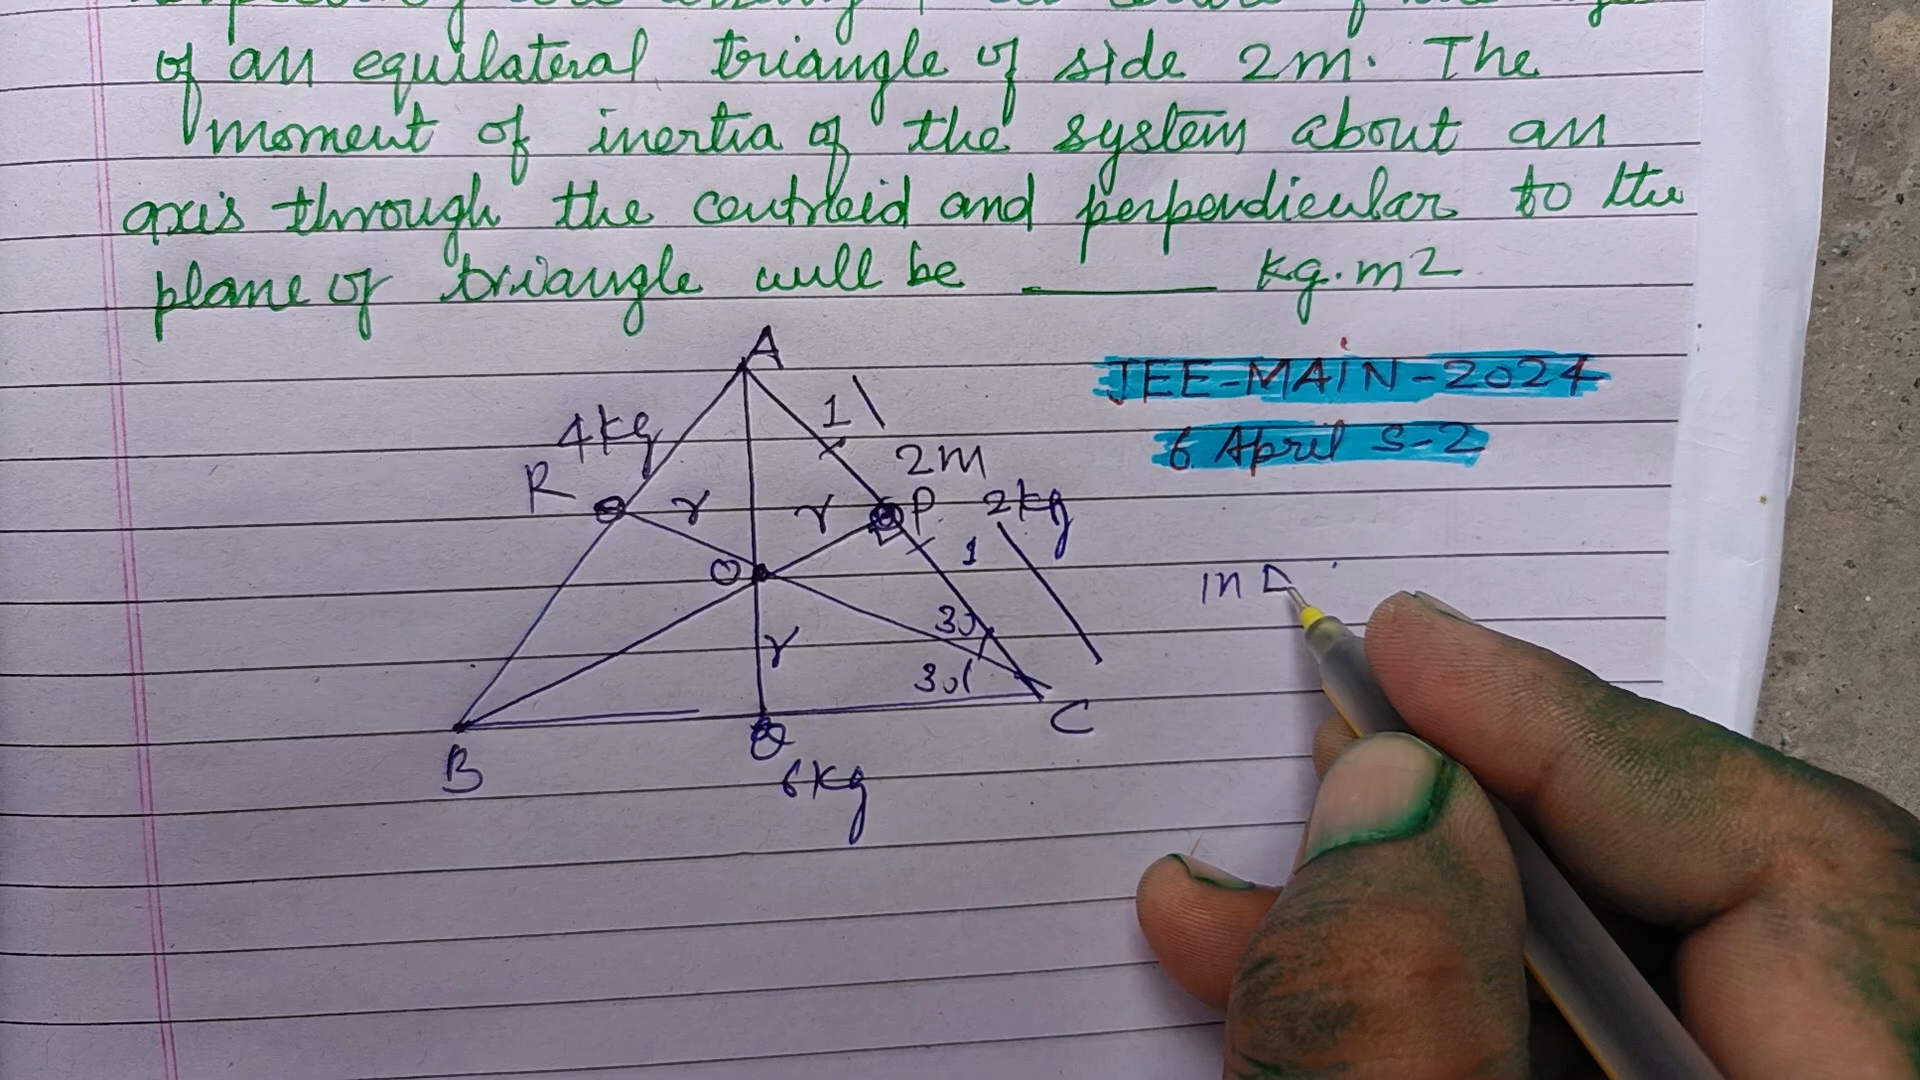 of an equilateral triangle of side 2m. The
moment of inertia of the system about an
axis through the centroid and perpendicular to the
plane of triangle will be ______ kg.m2
JEE-MAIN-2024
6 April S-2
A
1
4kg
2m
R
r
r
P
2kg
O
1
in
30
r
30
B
Q
C
6kg